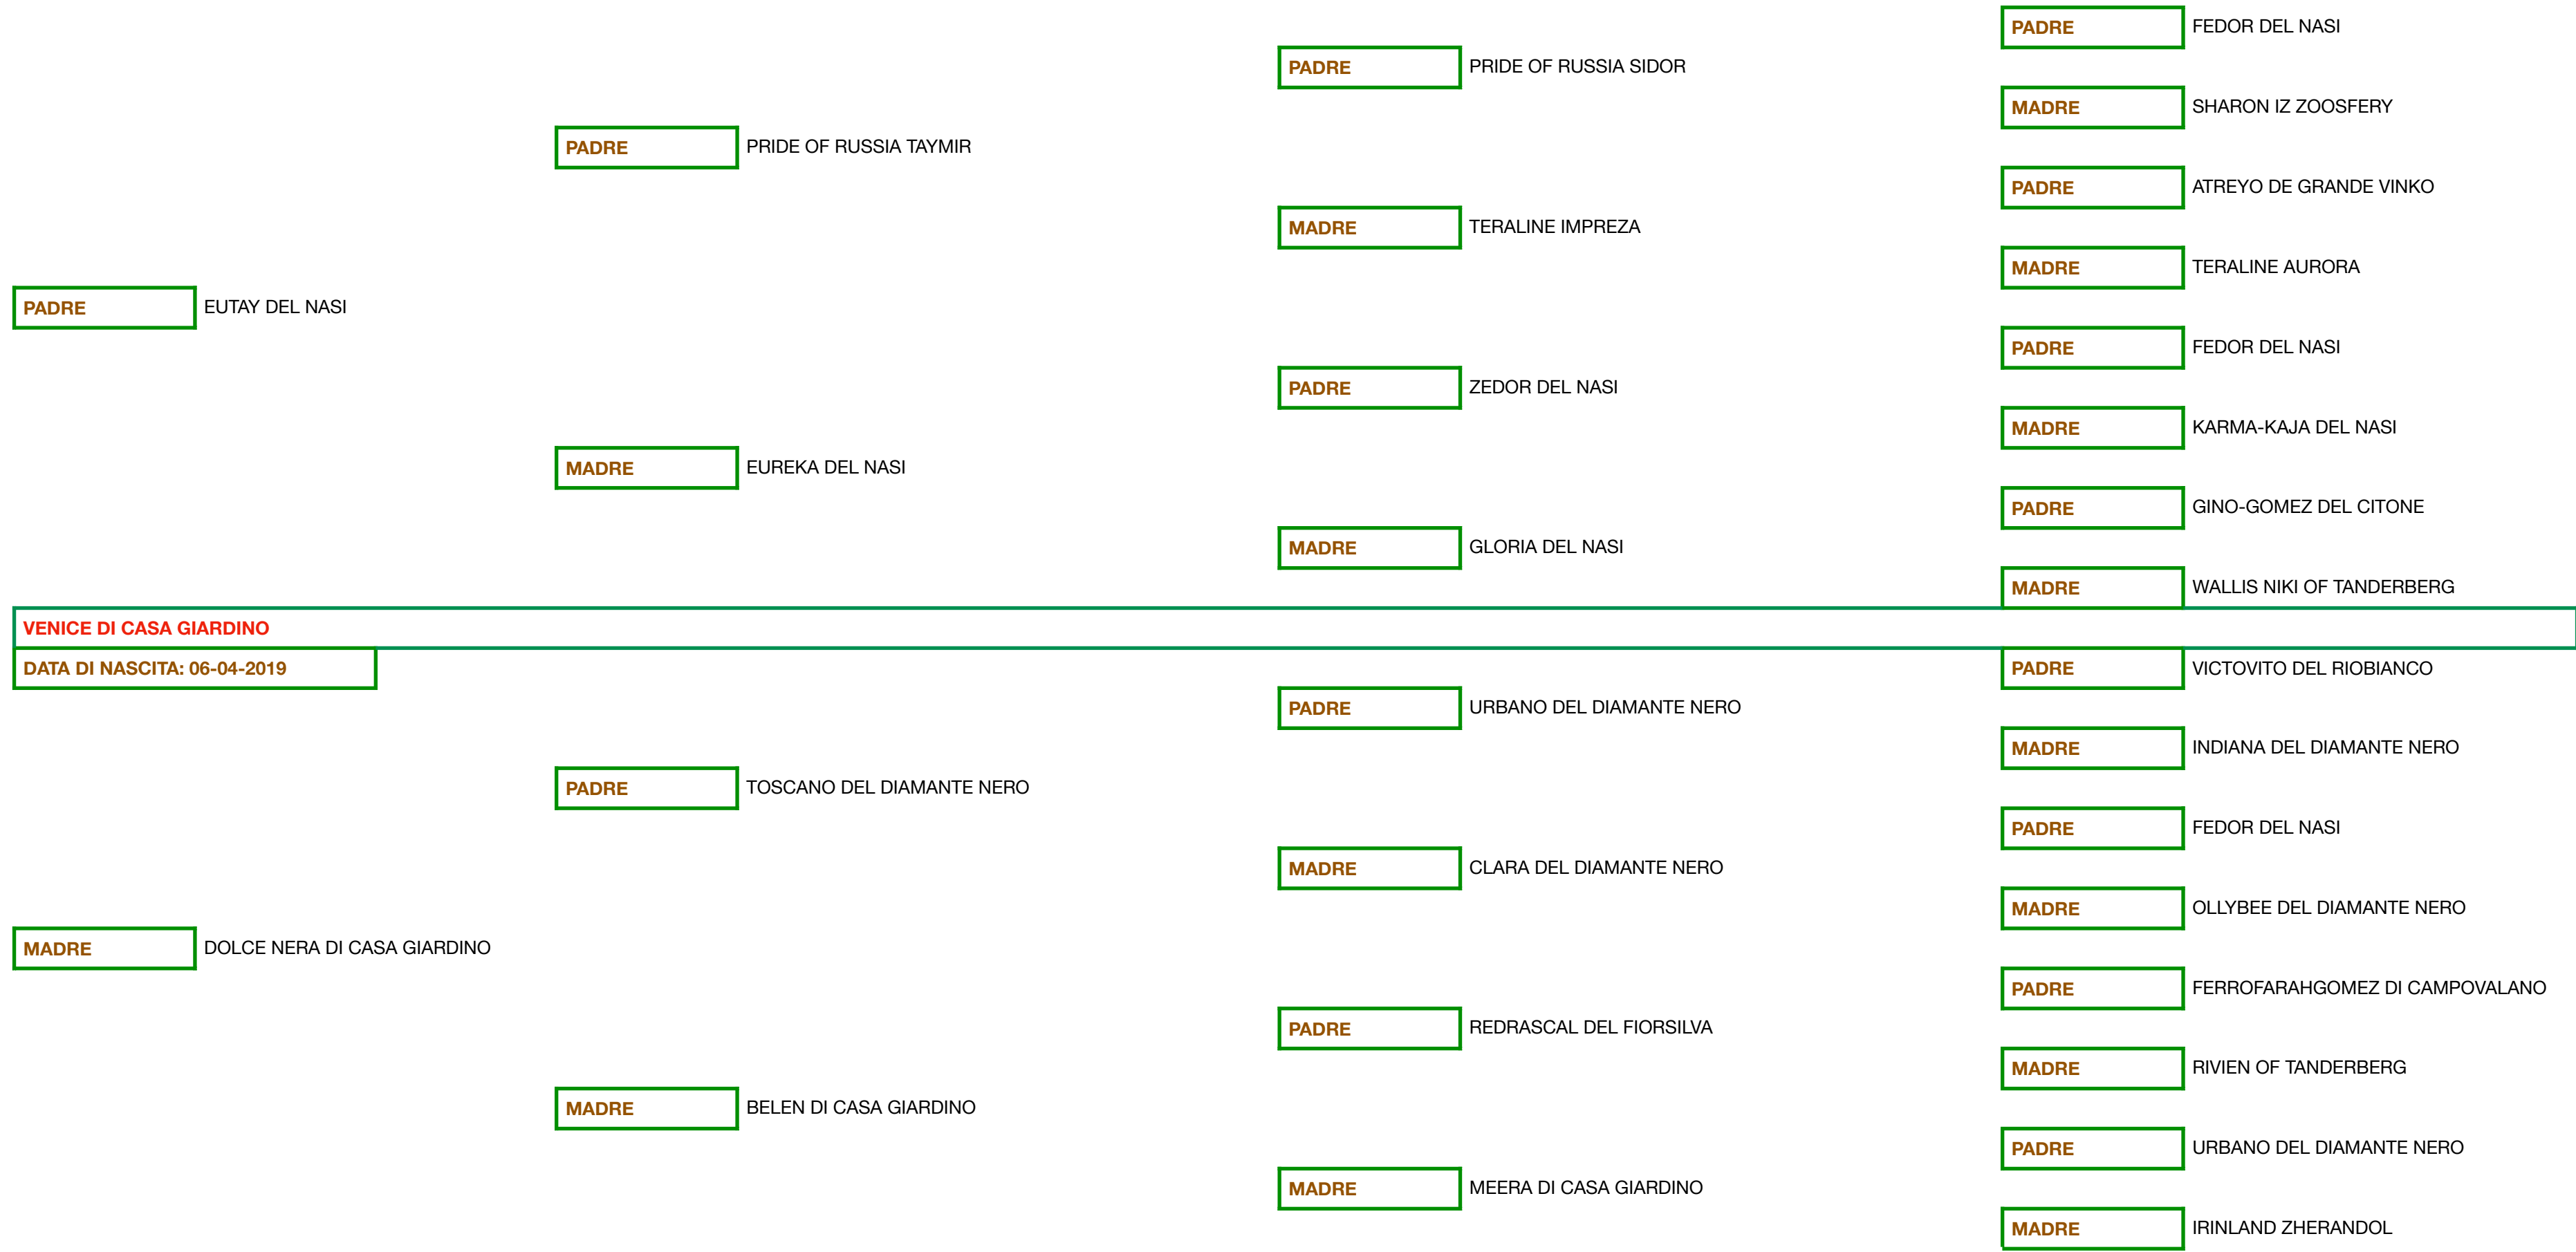 PADRE FEDOR DEL NASI
PADRE PRIDE OF RUSSIA SIDOR
MADRE SHARON IZ ZOOSFERY
PADRE PRIDE OF RUSSIA TAYMIR
PADRE ATREYO DE GRANDE VINKO
MADRE TERALINE IMPREZA
MADRE TERALINE AURORA
PADRE EUTAY DEL NASI
PADRE FEDOR DEL NASI
PADRE ZEDOR DEL NASI
MADRE KARMA-KAJA DEL NASI
MADRE EUREKA DEL NASI
PADRE GINO-GOMEZ DEL CITONE
MADRE GLORIA DEL NASI
MADRE WALLIS NIKI OF TANDERBERG
VENICE DI CASA GIARDINO
DATA DI NASCITA: 06-04-2019
PADRE VICTOVITO DEL RIOBIANCO
PADRE URBANO DEL DIAMANTE NERO
MADRE INDIANA DEL DIAMANTE NERO
PADRE TOSCANO DEL DIAMANTE NERO
PADRE FEDOR DEL NASI
MADRE CLARA DEL DIAMANTE NERO
MADRE OLLYBEE DEL DIAMANTE NERO
MADRE DOLCE NERA DI CASA GIARDINO
PADRE FERROFARAHGOMEZ DI CAMPOVALANO
PADRE REDRASCAL DEL FIORSILVA
MADRE RIVIEN OF TANDERBERG
MADRE BELEN DI CASA GIARDINO
PADRE URBANO DEL DIAMANTE NERO
MADRE MEERA DI CASA GIARDINO
MADRE IRINLAND ZHERANDOL